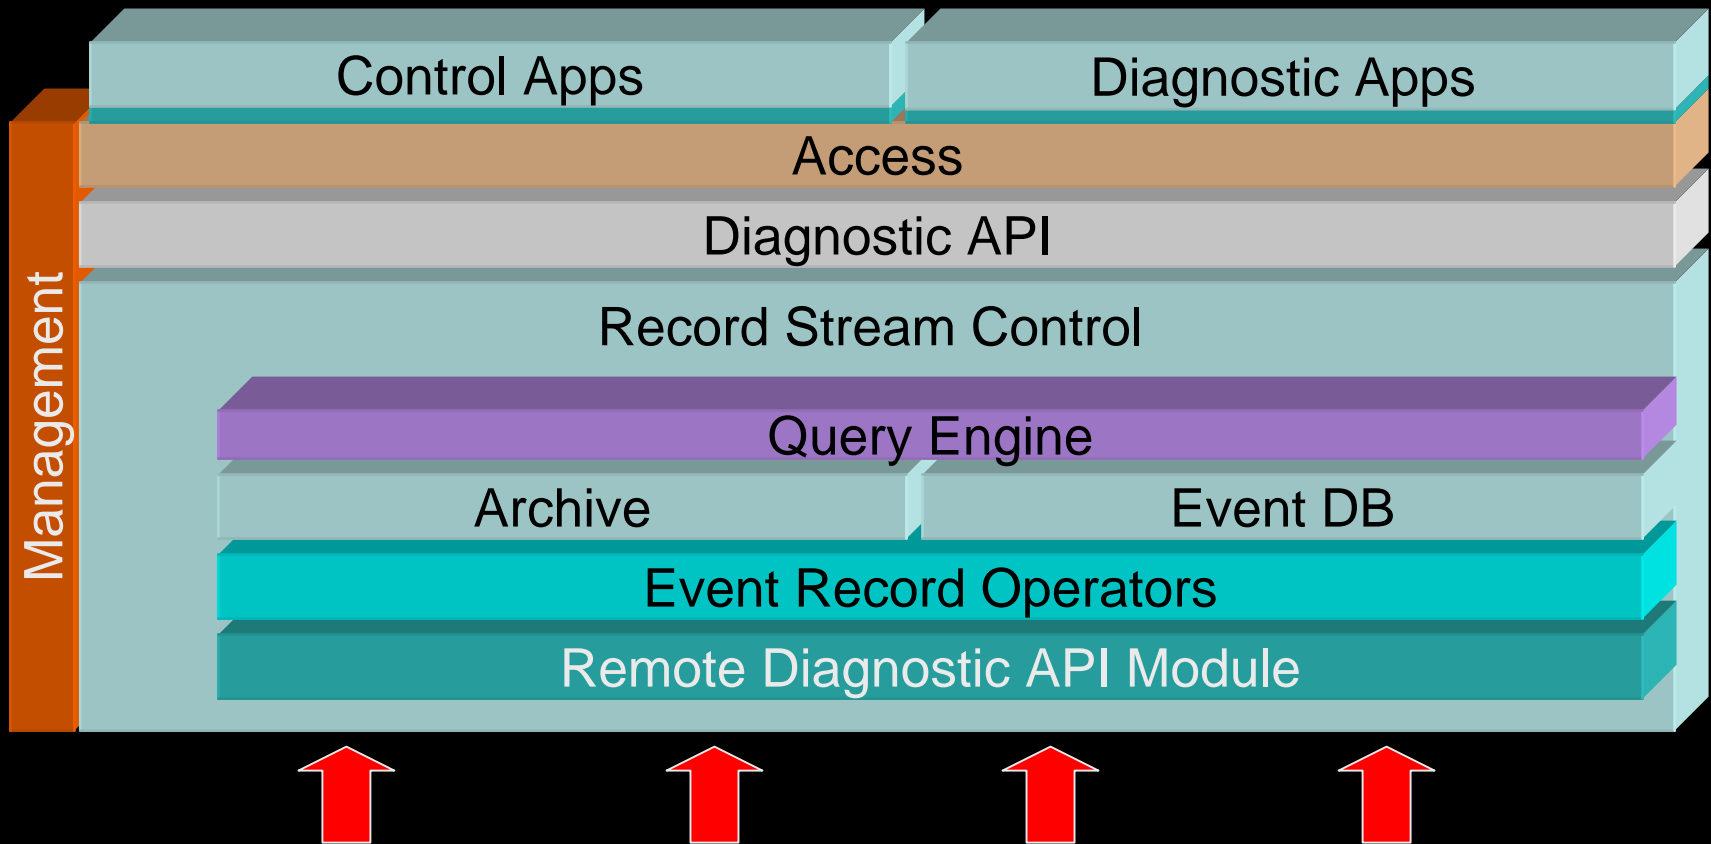 Control Apps
Diagnostic Apps
Access
Diagnostic API
Record Stream Control
Management
Query Engine
Archive
Event DB
Event Record Operators
Remote Diagnostic API Module